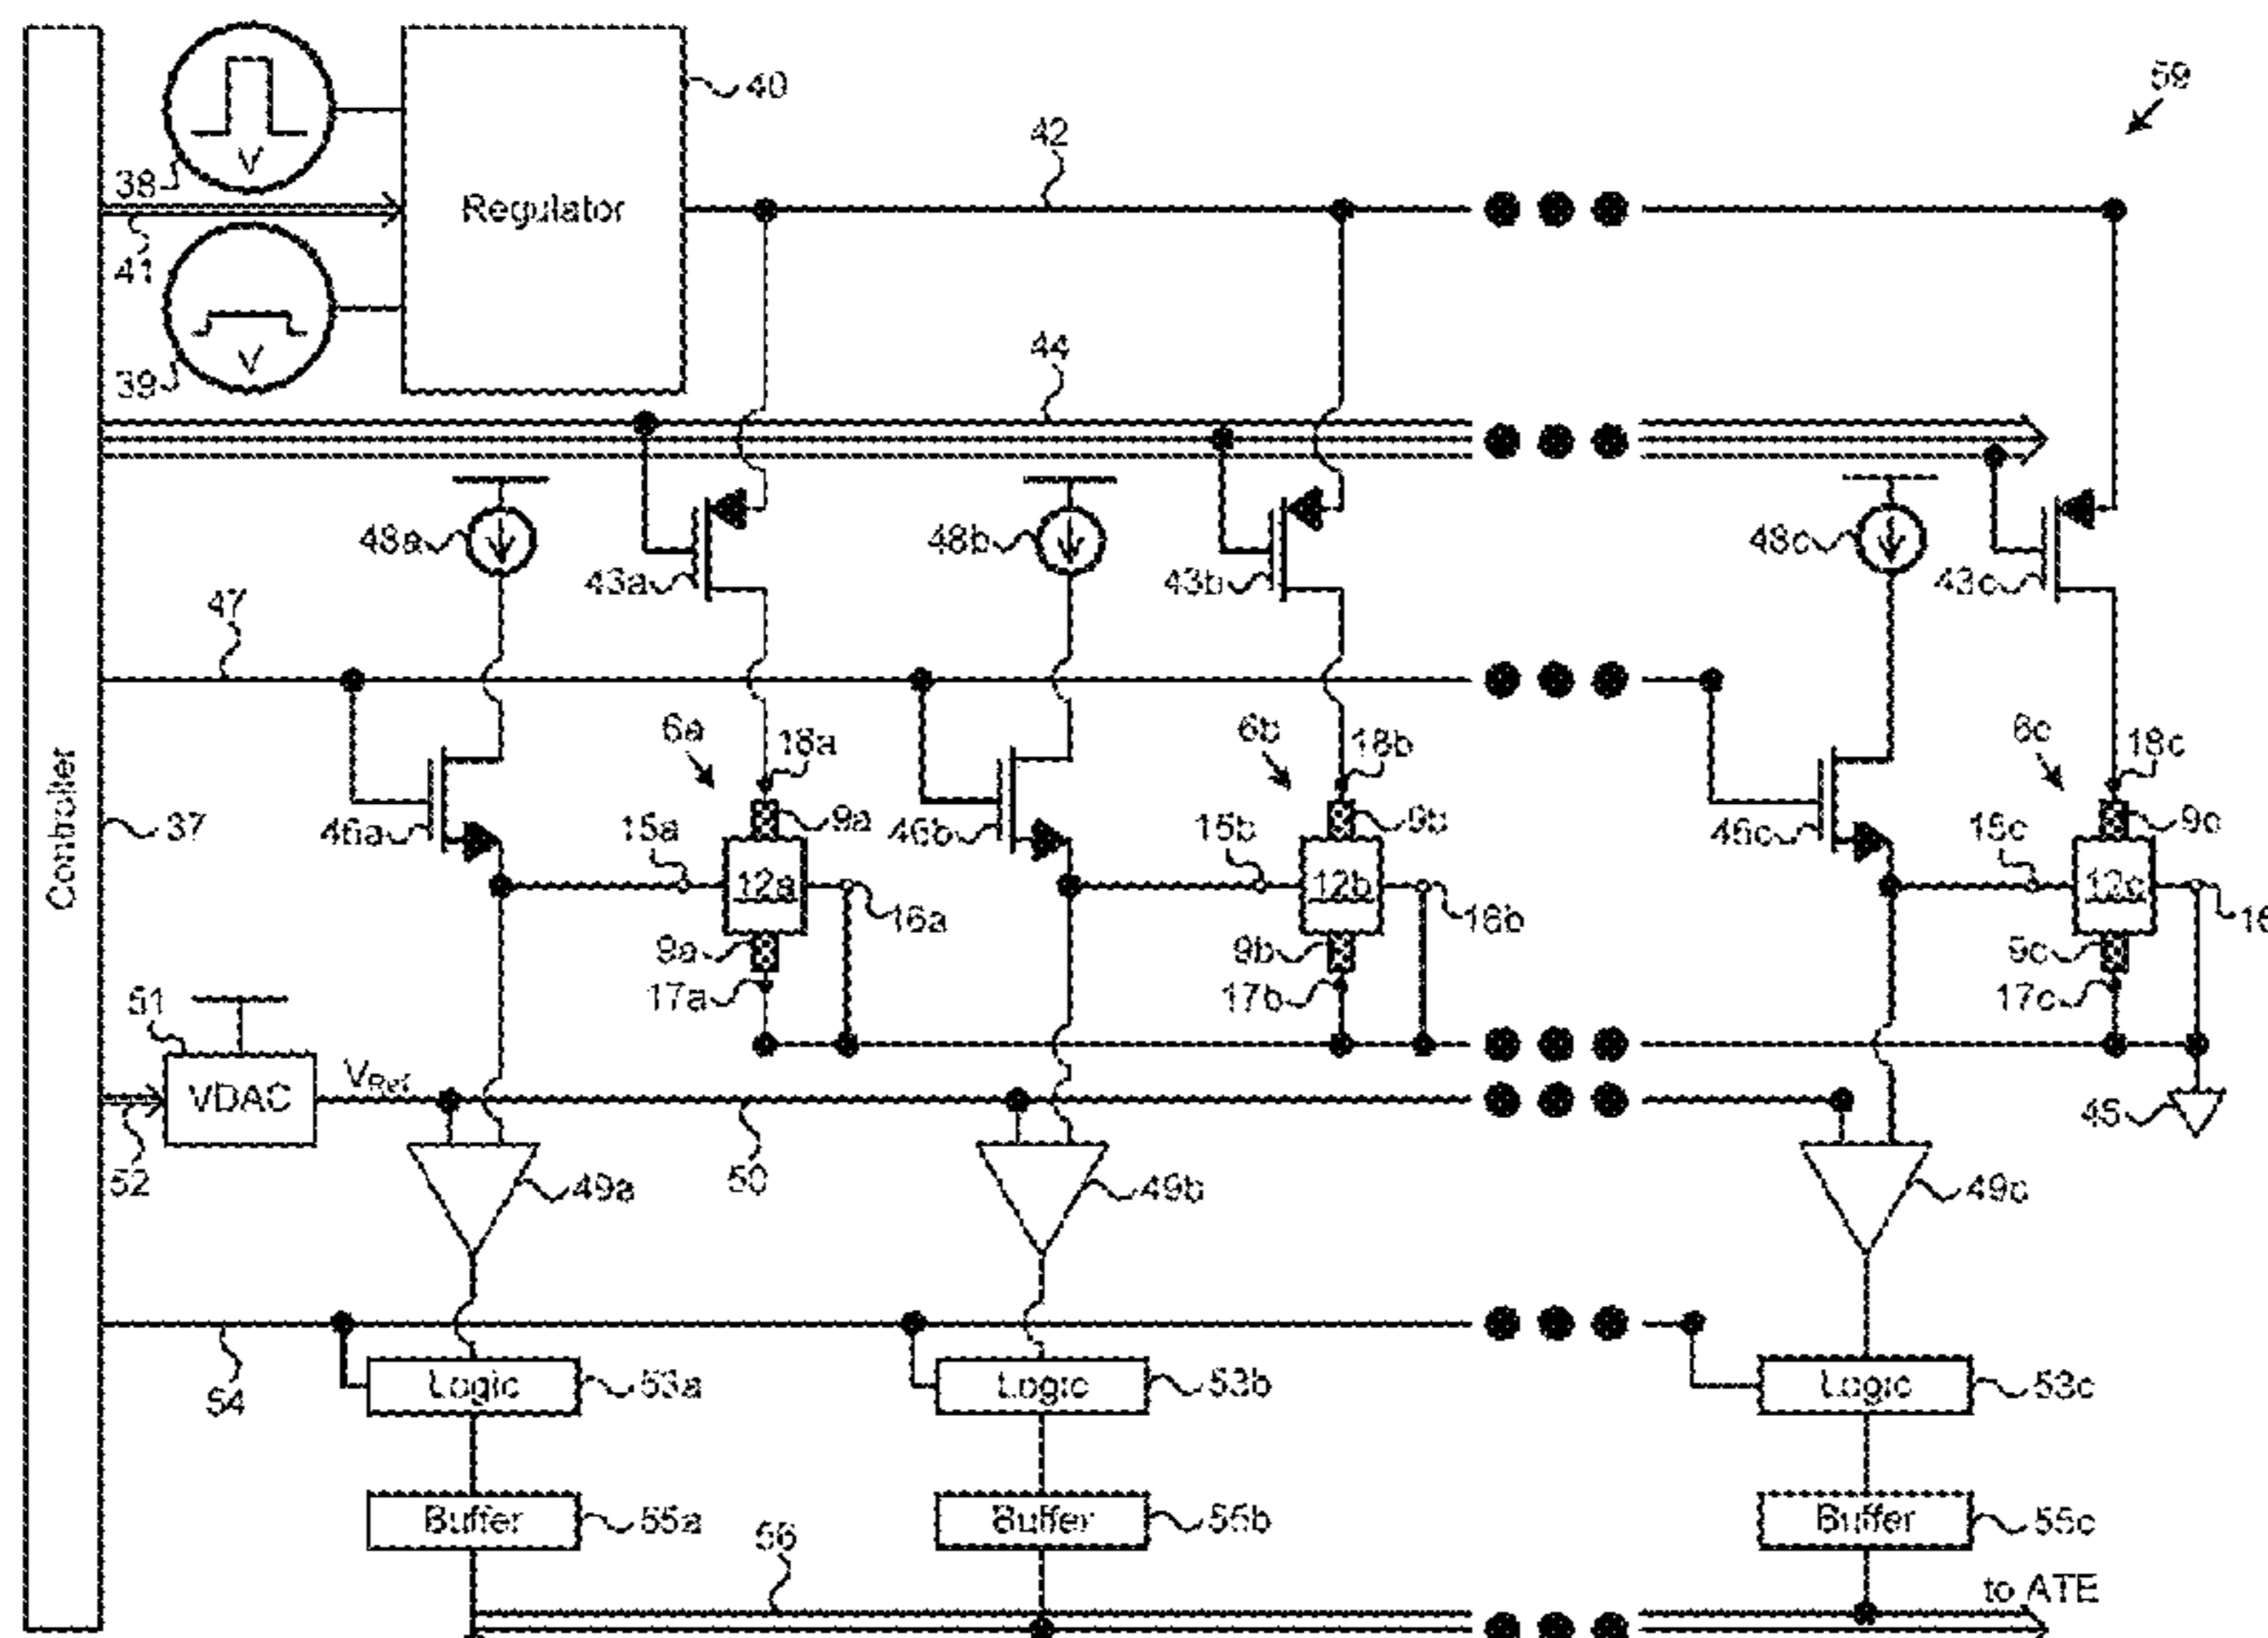 59
40
42
38
Regulator
41
44
39
48a
48b
48c
43a
43b
43c
47
6a
18a
6b
18b
6c
18c
Controller
37
46a
15a
9a
46b
15b
9b
46c
15c
9c
12a
12b
12c
16a
16b
16
9a
9b
9c
17a
17b
17c
51
VRef
VDAC
45
52
49a
50
49b
49c
54
Logic
53a
Logic
53b
Logic
53c
Buffer
55a
Buffer
55b
Buffer
55c
56
to ATE